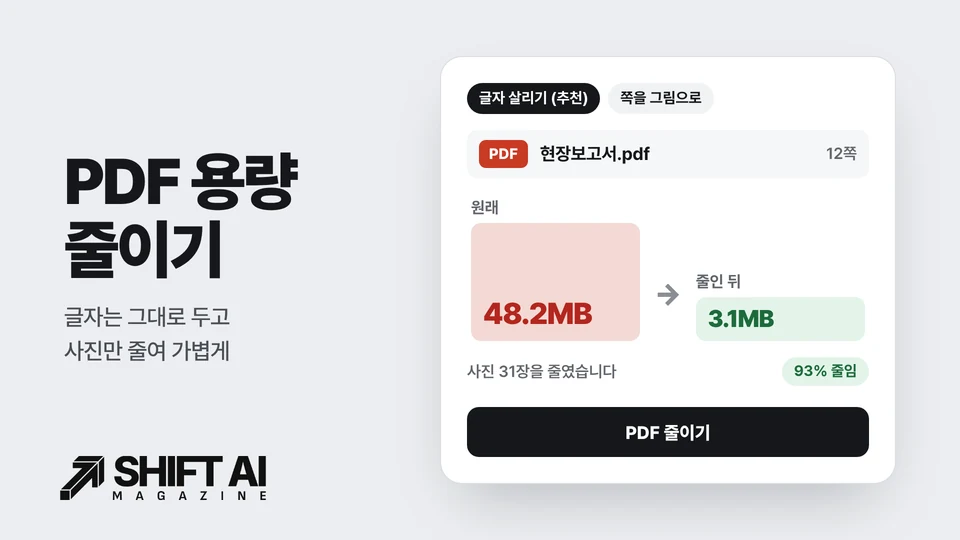 PDF 용량
줄이기
글자는 그대로 두고
사진만 줄여 가볍게
SHIFT AI
MAGAZINE
글자 살리기 (추천)
쪽을 그림으로
PDF
현장보고서.pdf
12쪽
원래
48.2MB
줄인 뒤
3.1MB
사진 31장을 줄였습니다
93% 줄임
PDF 줄이기